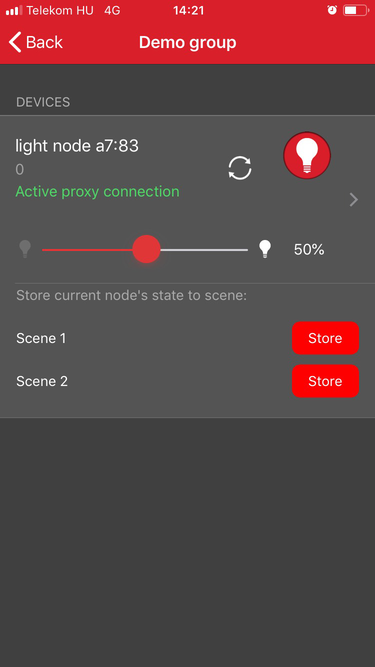 Telekom HU 4G 14:21
Back Demo group
DEVICES
light node a7:83
0
Active proxy connection
50%
Store current node's state to scene:
Scene 1 Store
Scene 2 Store